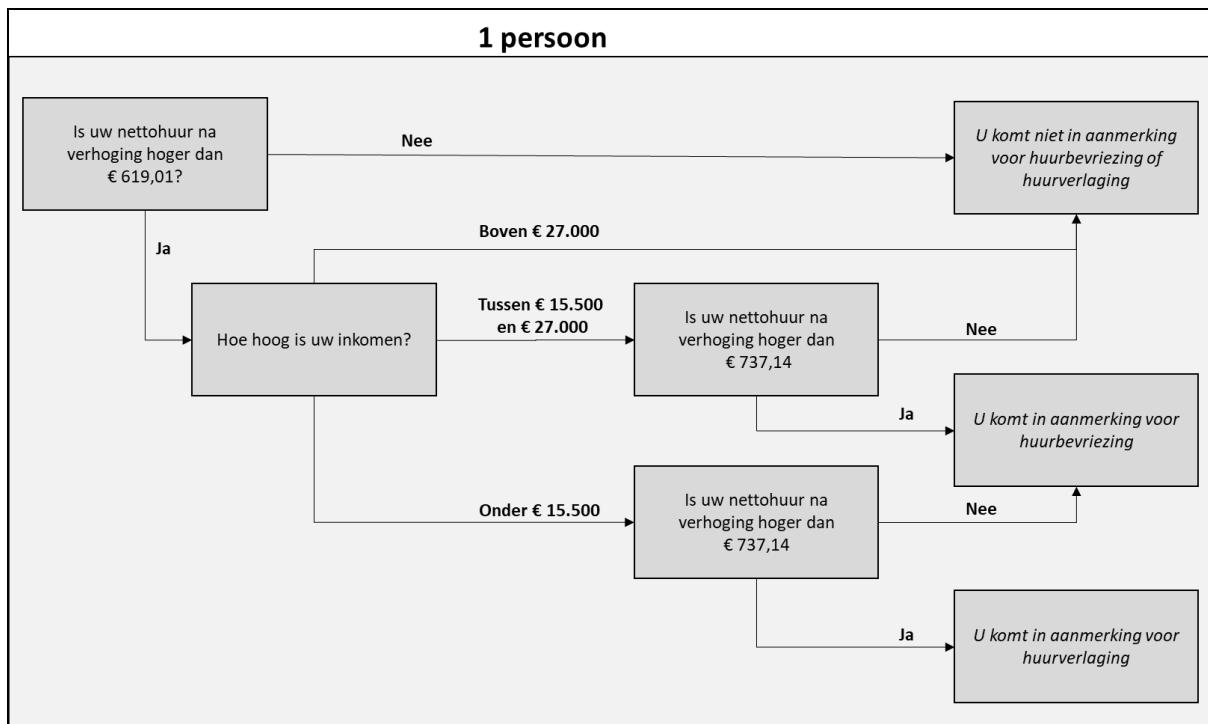 1 persoon
Is uw nettohuur na
verhoging hoger dan
€ 619,01?
Nee
U komt niet in aanmerking
voor huurbevriezing of
huurverlaging
Ja
Boven € 27.000
Hoe hoog is uw inkomen?
Tussen € 15.500
en € 27.000
Is uw nettohuur na
verhoging hoger dan
€ 737,14
Nee
Ja
U komt in aanmerking voor
huurbevriezing
Onder € 15.500
Is uw nettohuur na
verhoging hoger dan
€ 737,14
Nee
Ja
U komt in aanmerking voor
huurverlaging